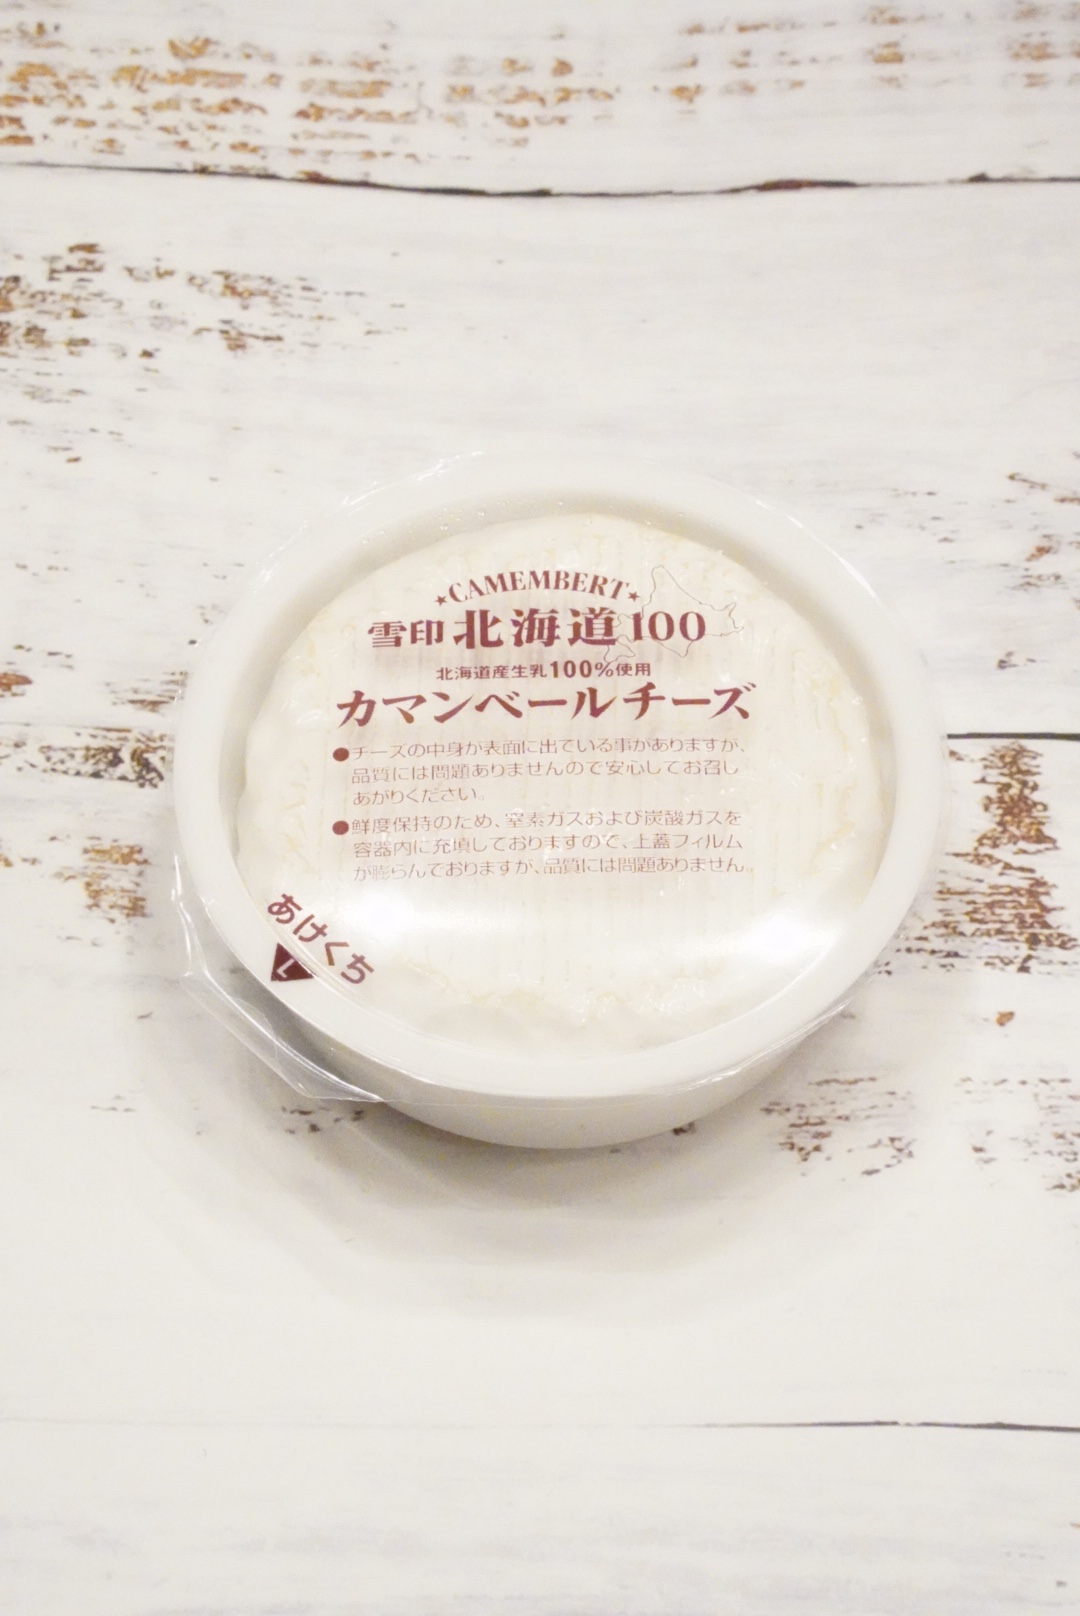 ★CAMEMBERT★
雪印 北海道 100
北海道産生乳100%使用
カマンベールチーズ
●チーズの中身が表面に出ている事がありますが、
品質には問題ありませんので安心してお召し
あがりください。
●鮮度保持のため、窒素ガスおよび炭酸ガスを
容器内に充填しておりますので、上蓋フィルム
が膨らんでおりますが、品質には問題ありません。
あけくち